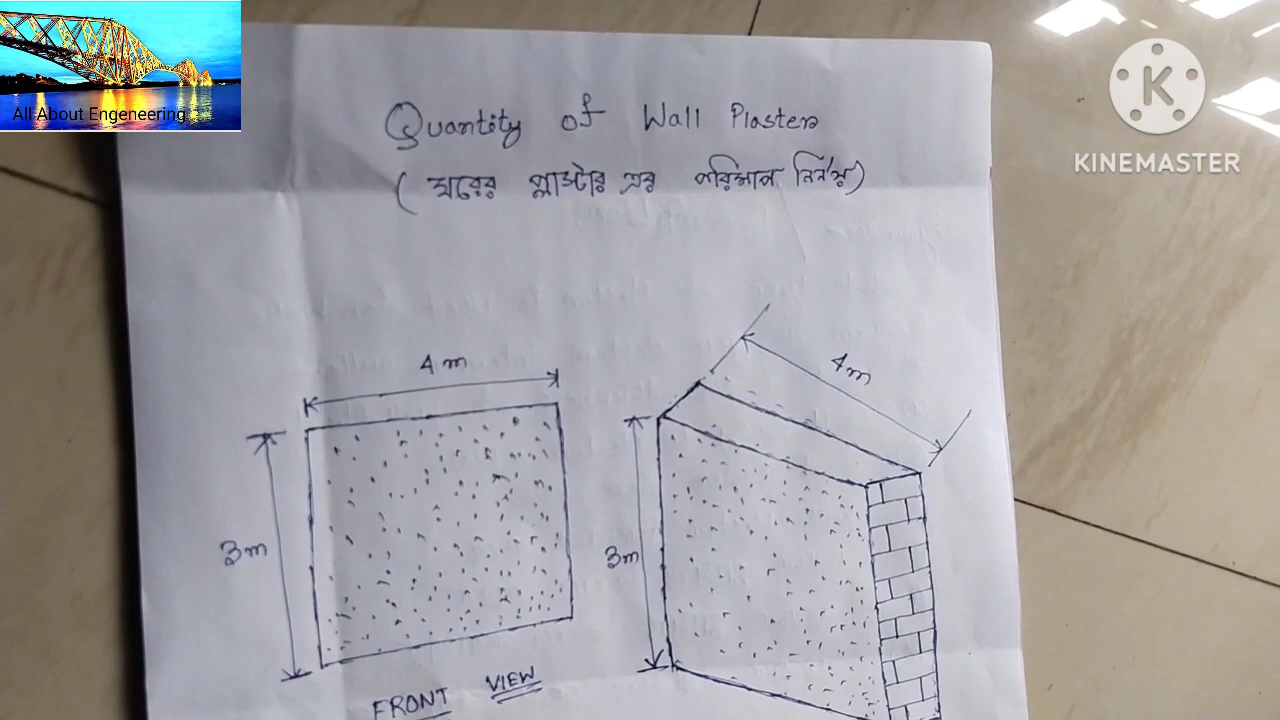 All About Engeneering
K
KINEMASTER
Quantity of Wall Plaster
(ঘরের প্লাস্টার এর পরিমাপ নির্ণয়)
4 m
4m
3m
3m
FRONT VIEW